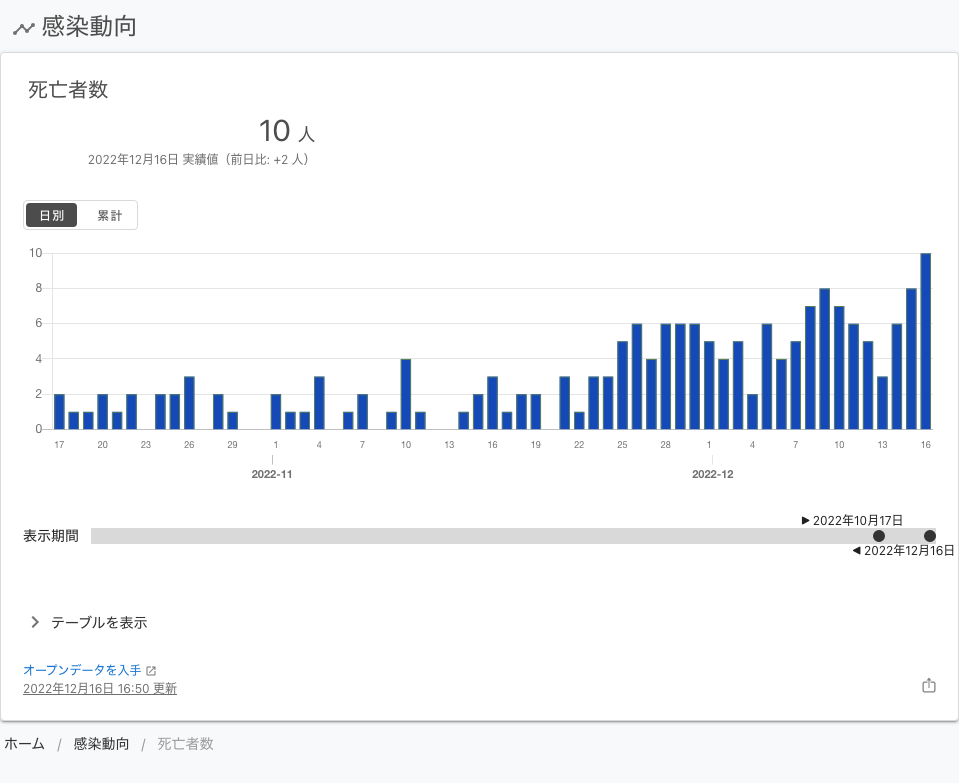 感染動向
死亡者数
10 人
2022年12月16日 実績値（前日比: +2 人）
日別 累計
10
8
6
4
2
0
17 20 23 26 29 1 4 7 10 13 16 19 22 25 28 1 4 7 10 13 16
2022-11 2022-12
2022年10月17日
表示期間
2022年12月16日
テーブルを表示
オープンデータを入手
2022年12月16日 16:50 更新
ホーム / 感染動向 / 死亡者数